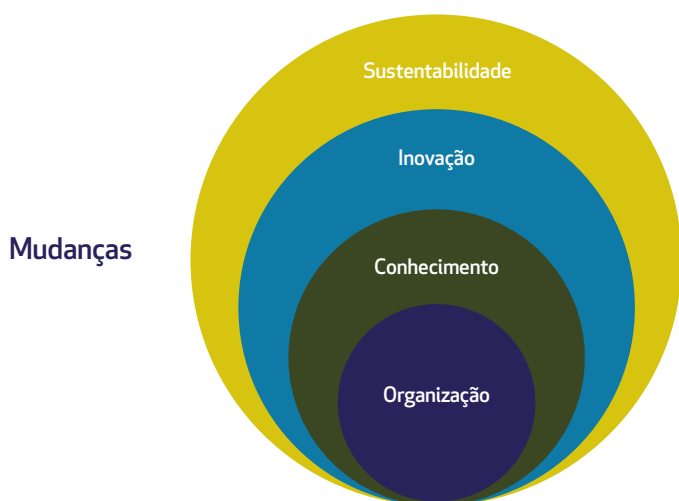 Sustentabilidade
Inovação
Mudanças
Conhecimento
Organização